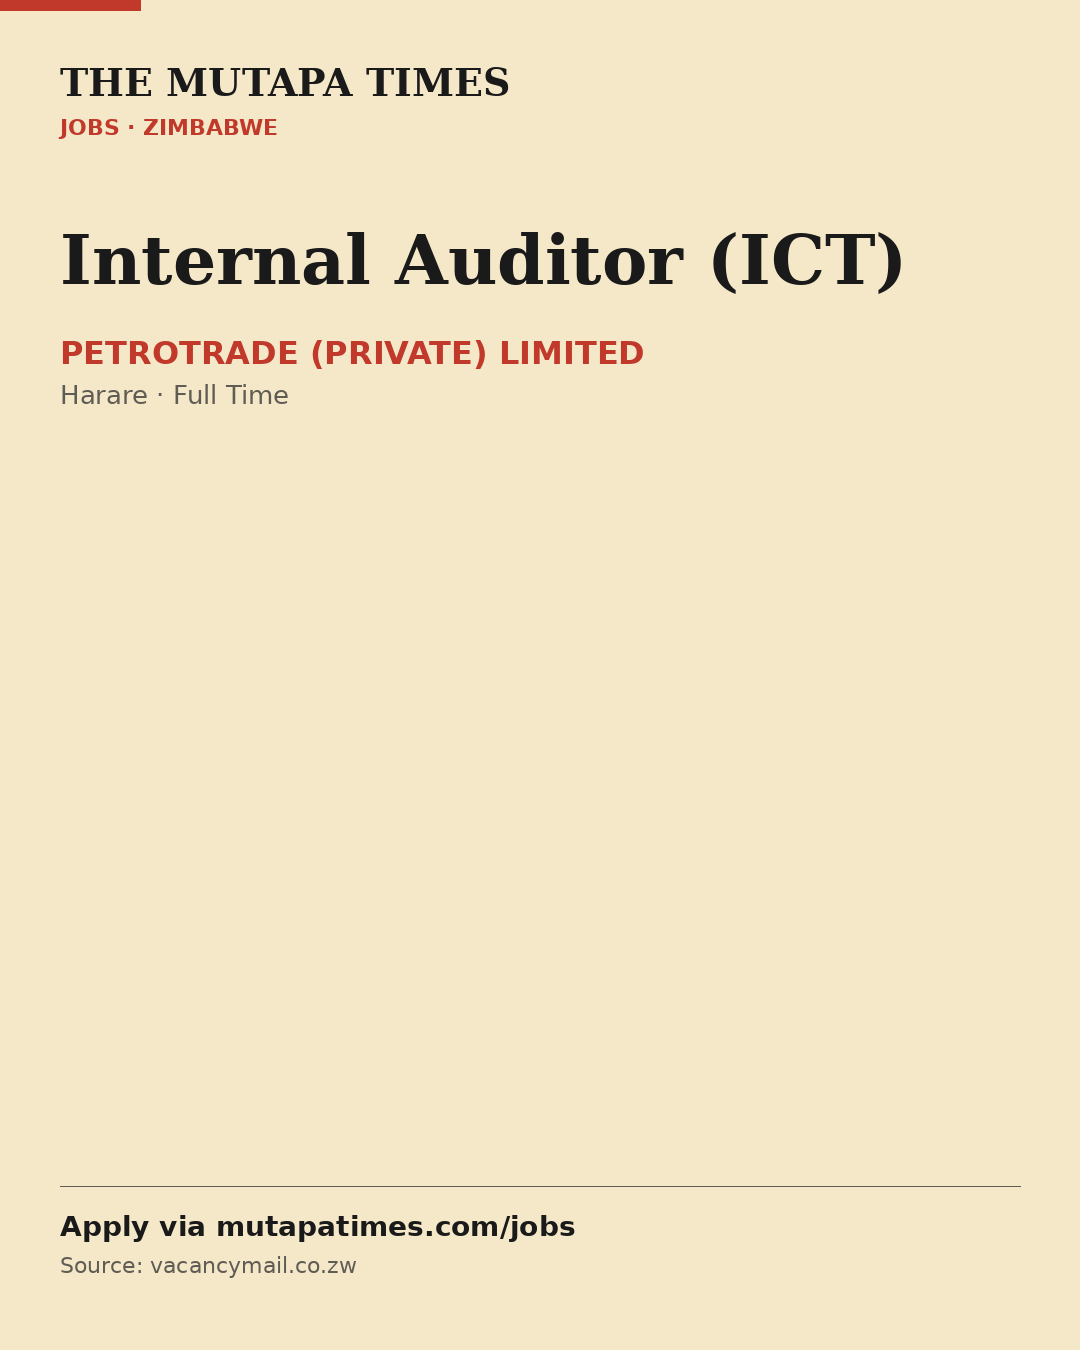 THE MUTAPA TIMES
JOBS · ZIMBABWE
Internal Auditor (ICT)
PETROTRADE (PRIVATE) LIMITED
Harare · Full Time
Apply via mutapatimes.com/jobs
Source: vacancymail.co.zw